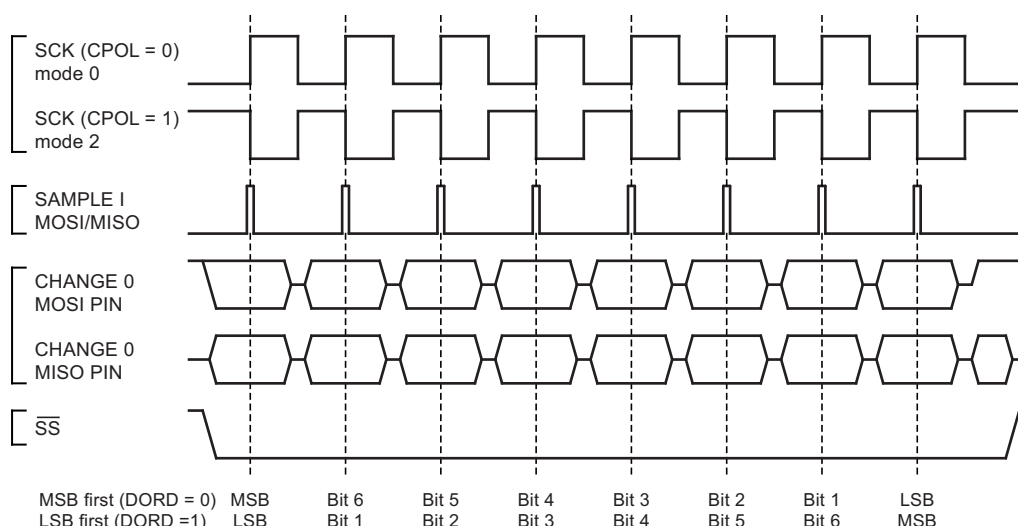 SCK (CPOL = 0)
mode 0
SCK (CPOL = 1)
mode 2
SAMPLE I
MOSI/MISO
CHANGE 0
MOSI PIN
CHANGE 0
MISO PIN
SS
MSB first (DORD = 0) MSB Bit 6 Bit 5 Bit 4 Bit 3 Bit 2 Bit 1 LSB
LSB first (DORD =1) LSB Bit 1 Bit 2 Bit 3 Bit 4 Bit 5 Bit 6 MSB